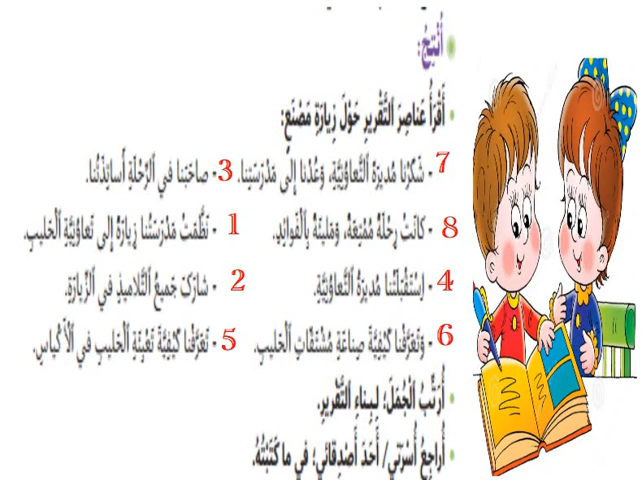 أُنْتِجُ:
أَقْرَأُ عَنَاصِرَ التَّقْرِيرِ حَوْلَ زِيَارَةِ مَصْنَعٍ:
7 - شَكَرْنَا مُدِيرَةَ التَّعَاوُنِيَّةِ، وَعُدْنَا إِلَى مَدْرَسَتِنَا. 3 - صَاحَبَنَا فِي الرِّحْلَةِ أَسَاتِذَتُنَا.
8 - كَانَتْ رِحْلَةً مُمْتِعَةً، وَمَلِيئَةً بِالْفَوَائِدِ. 1 - نَظَّمَتْ مَدْرَسَتُنَا زِيَارَةً إِلَى تَعَاوُنِيَّةِ الْحَلِيبِ.
4 - اِسْتَقْبَلَتْنَا مُدِيرَةُ التَّعَاوُنِيَّةِ. 2 - شَارَكَ جَمِيعُ التَّلَامِيذِ فِي الزِّيَارَةِ.
6 - وَتَعَرَّفْنَا كَيْفِيَّةَ صِنَاعَةِ مُشْتَقَّاتِ الْحَلِيبِ. 5 - تَعَرَّفْنَا كَيْفِيَّةَ تَعْبِئَةِ الْحَلِيبِ فِي الْأَكْيَاسِ.
أُرَتِّبُ الْجُمَلَ؛ لِبِنَاءِ التَّقْرِيرِ.
أُرَاجِعُ أُسْرَتِي/ أَحَدَ أَصْدِقَائِي؛ فِي مَا كَتَبْتُهُ.